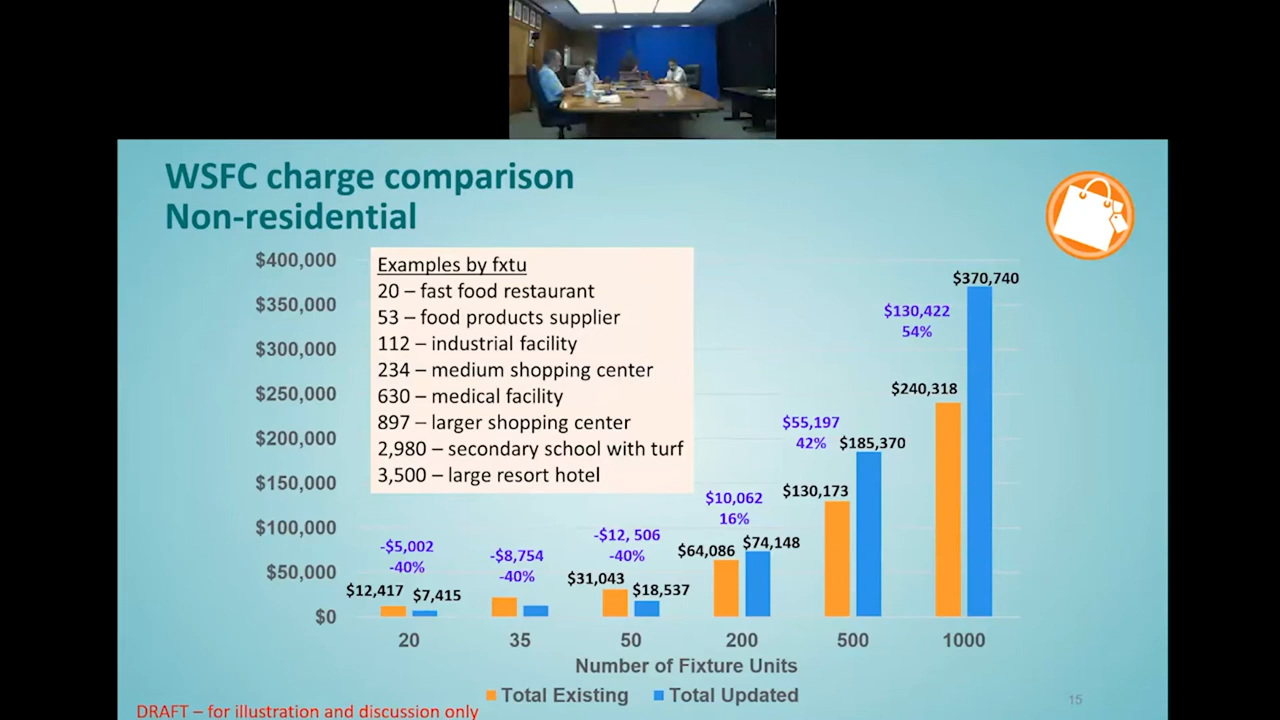 WSFC charge comparison
Non-residential
$400,000
$350,000
$300,000
$250,000
$200,000
$150,000
$100,000
$50,000
$0
Examples by fxtu
20 – fast food restaurant
53 – food products supplier
112 – industrial facility
234 – medium shopping center
630 – medical facility
897 – larger shopping center
2,980 – secondary school with turf
3,500 – large resort hotel
-$5,002
-40%
$12,417
$7,415
-$8,754
-40%
-$12, 506
-40%
$31,043
$18,537
$10,062
16%
$64,086
$74,148
$55,197
42%
$130,173
$185,370
$130,422
54%
$240,318
$370,740
20 35 50 200 500 1000
Number of Fixture Units
Total Existing Total Updated
DRAFT – for illustration and discussion only
15